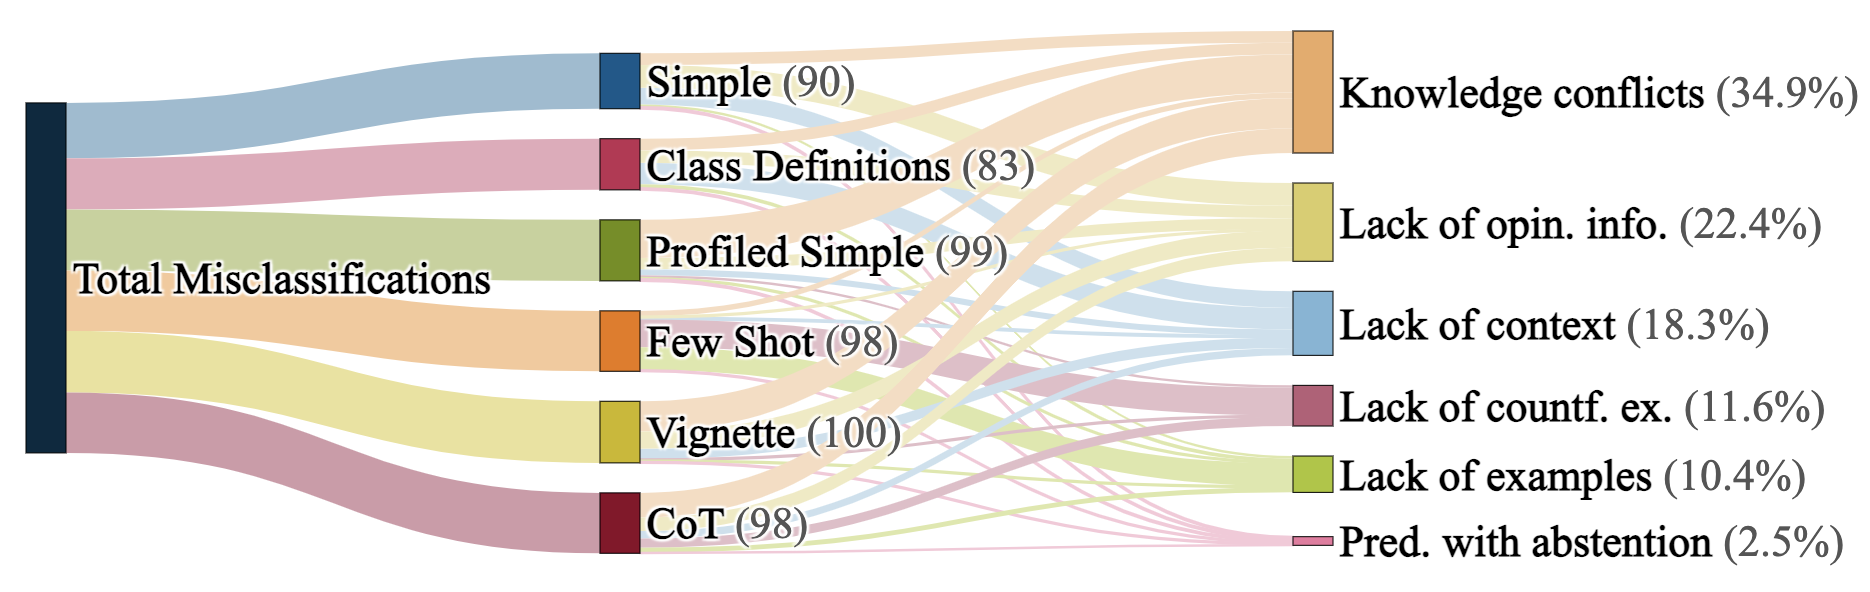 Total Misclassifications
Simple (90)
Class Definitions (83)
Profiled Simple (99)
Few Shot (98)
Vignette (100)
CoT (98)
Knowledge conflicts (34.9%)
Lack of opin. info. (22.4%)
Lack of context (18.3%)
Lack of countf. ex. (11.6%)
Lack of examples (10.4%)
Pred. with abstention (2.5%)